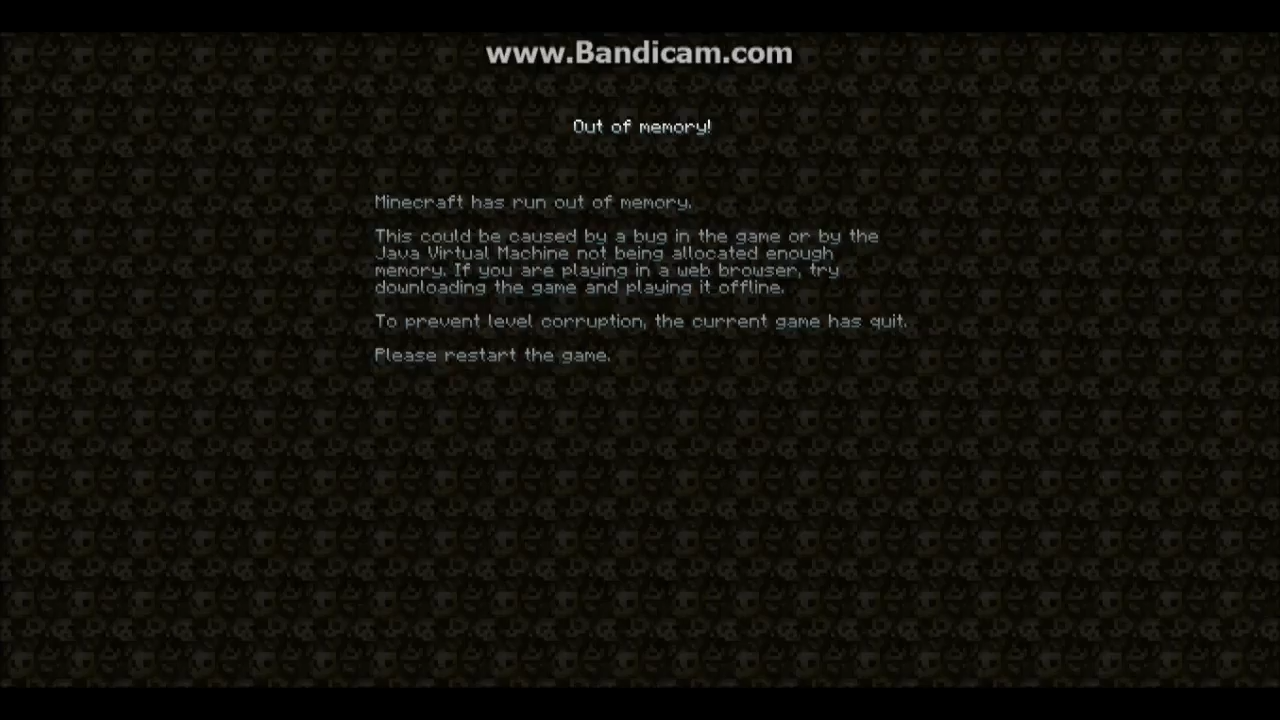 www.Bandicam.com
Out of memory!
Minecraft has run out of memory.
This could be caused by a bug in the game or by the
Java Virtual Machine not being allocated enough
memory. If you are playing in a web browser, try
downloading the game and playing it offline.
To prevent level corruption, the current game has quit.
Please restart the game.